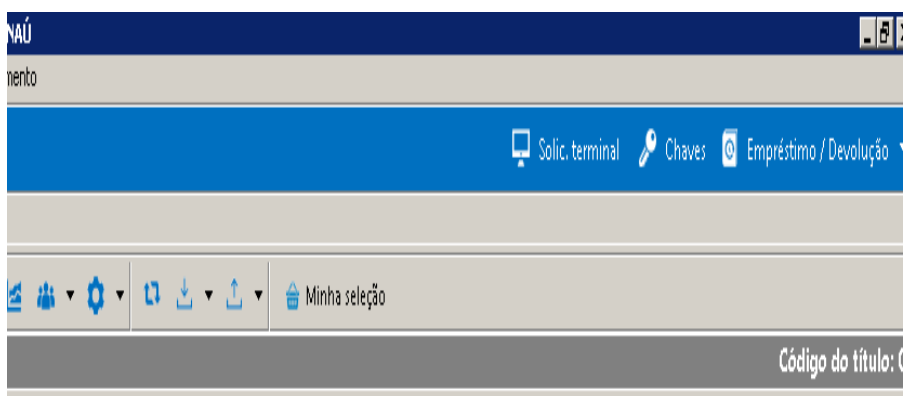 NAÚ
mento
Solic. terminal Chaves Empréstimo / Devolução
Minha seleção
Código do título: